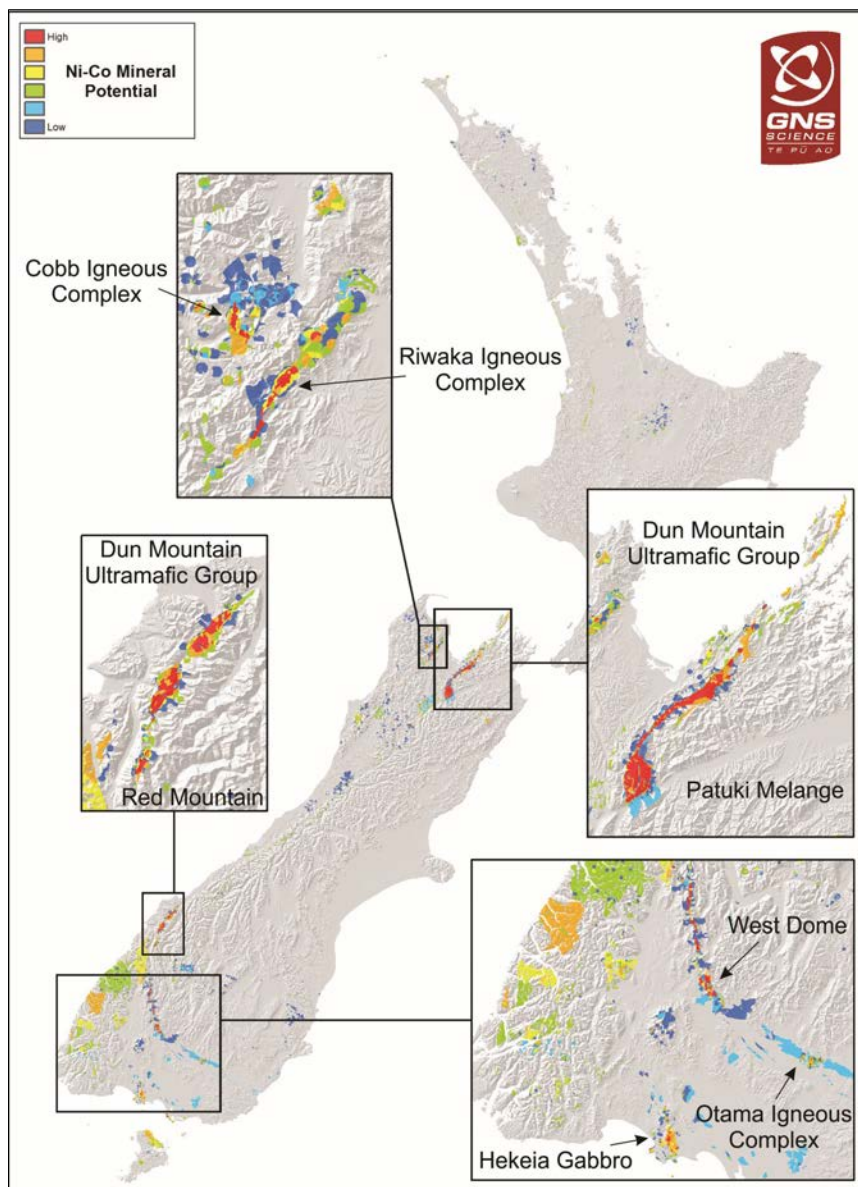 High
Ni-Co Mineral
Potential
Low
GNS
SCIENCE
TE PŪ AO
Cobb Igneous
Complex
Riwaka Igneous
Complex
Dun Mountain
Ultramafic Group
Red Mountain
Dun Mountain
Ultramafic Group
Patuki Melange
West Dome
Otama Igneous
Complex
Hekeia Gabbro